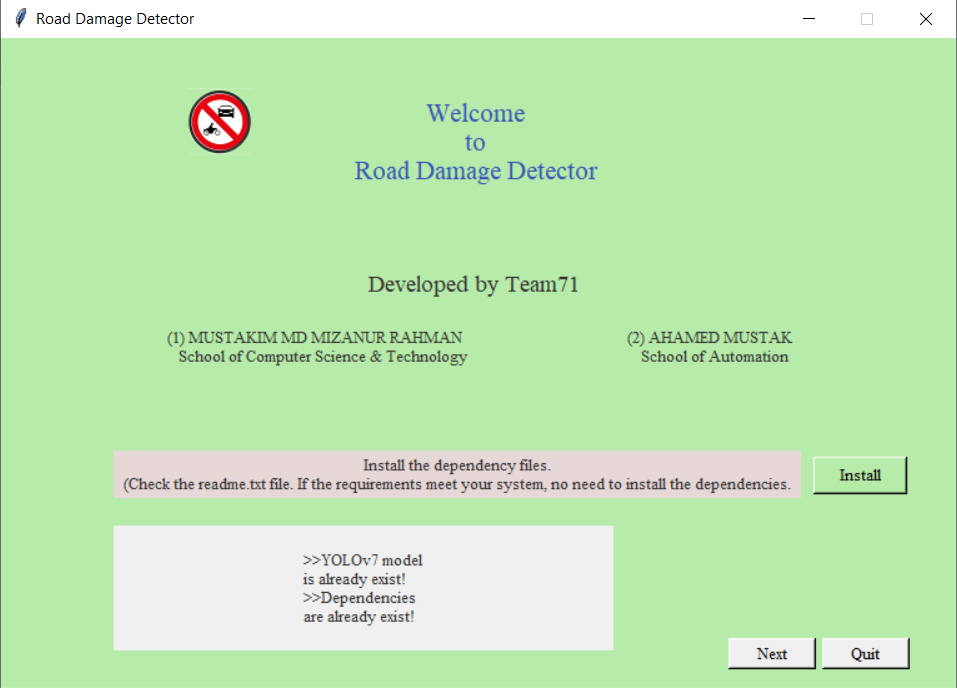 Road Damage Detector
Welcome
to
Road Damage Detector
Developed by Team71
(1) MUSTAKIM MD MIZANUR RAHMAN
School of Computer Science & Technology
(2) AHAMED MUSTAK
School of Automation
Install the dependency files.
(Check the readme.txt file. If the requirements meet your system, no need to install the dependencies.
Install
>>YOLOv7 model
is already exist!
>>Dependencies
are already exist!
Next
Quit